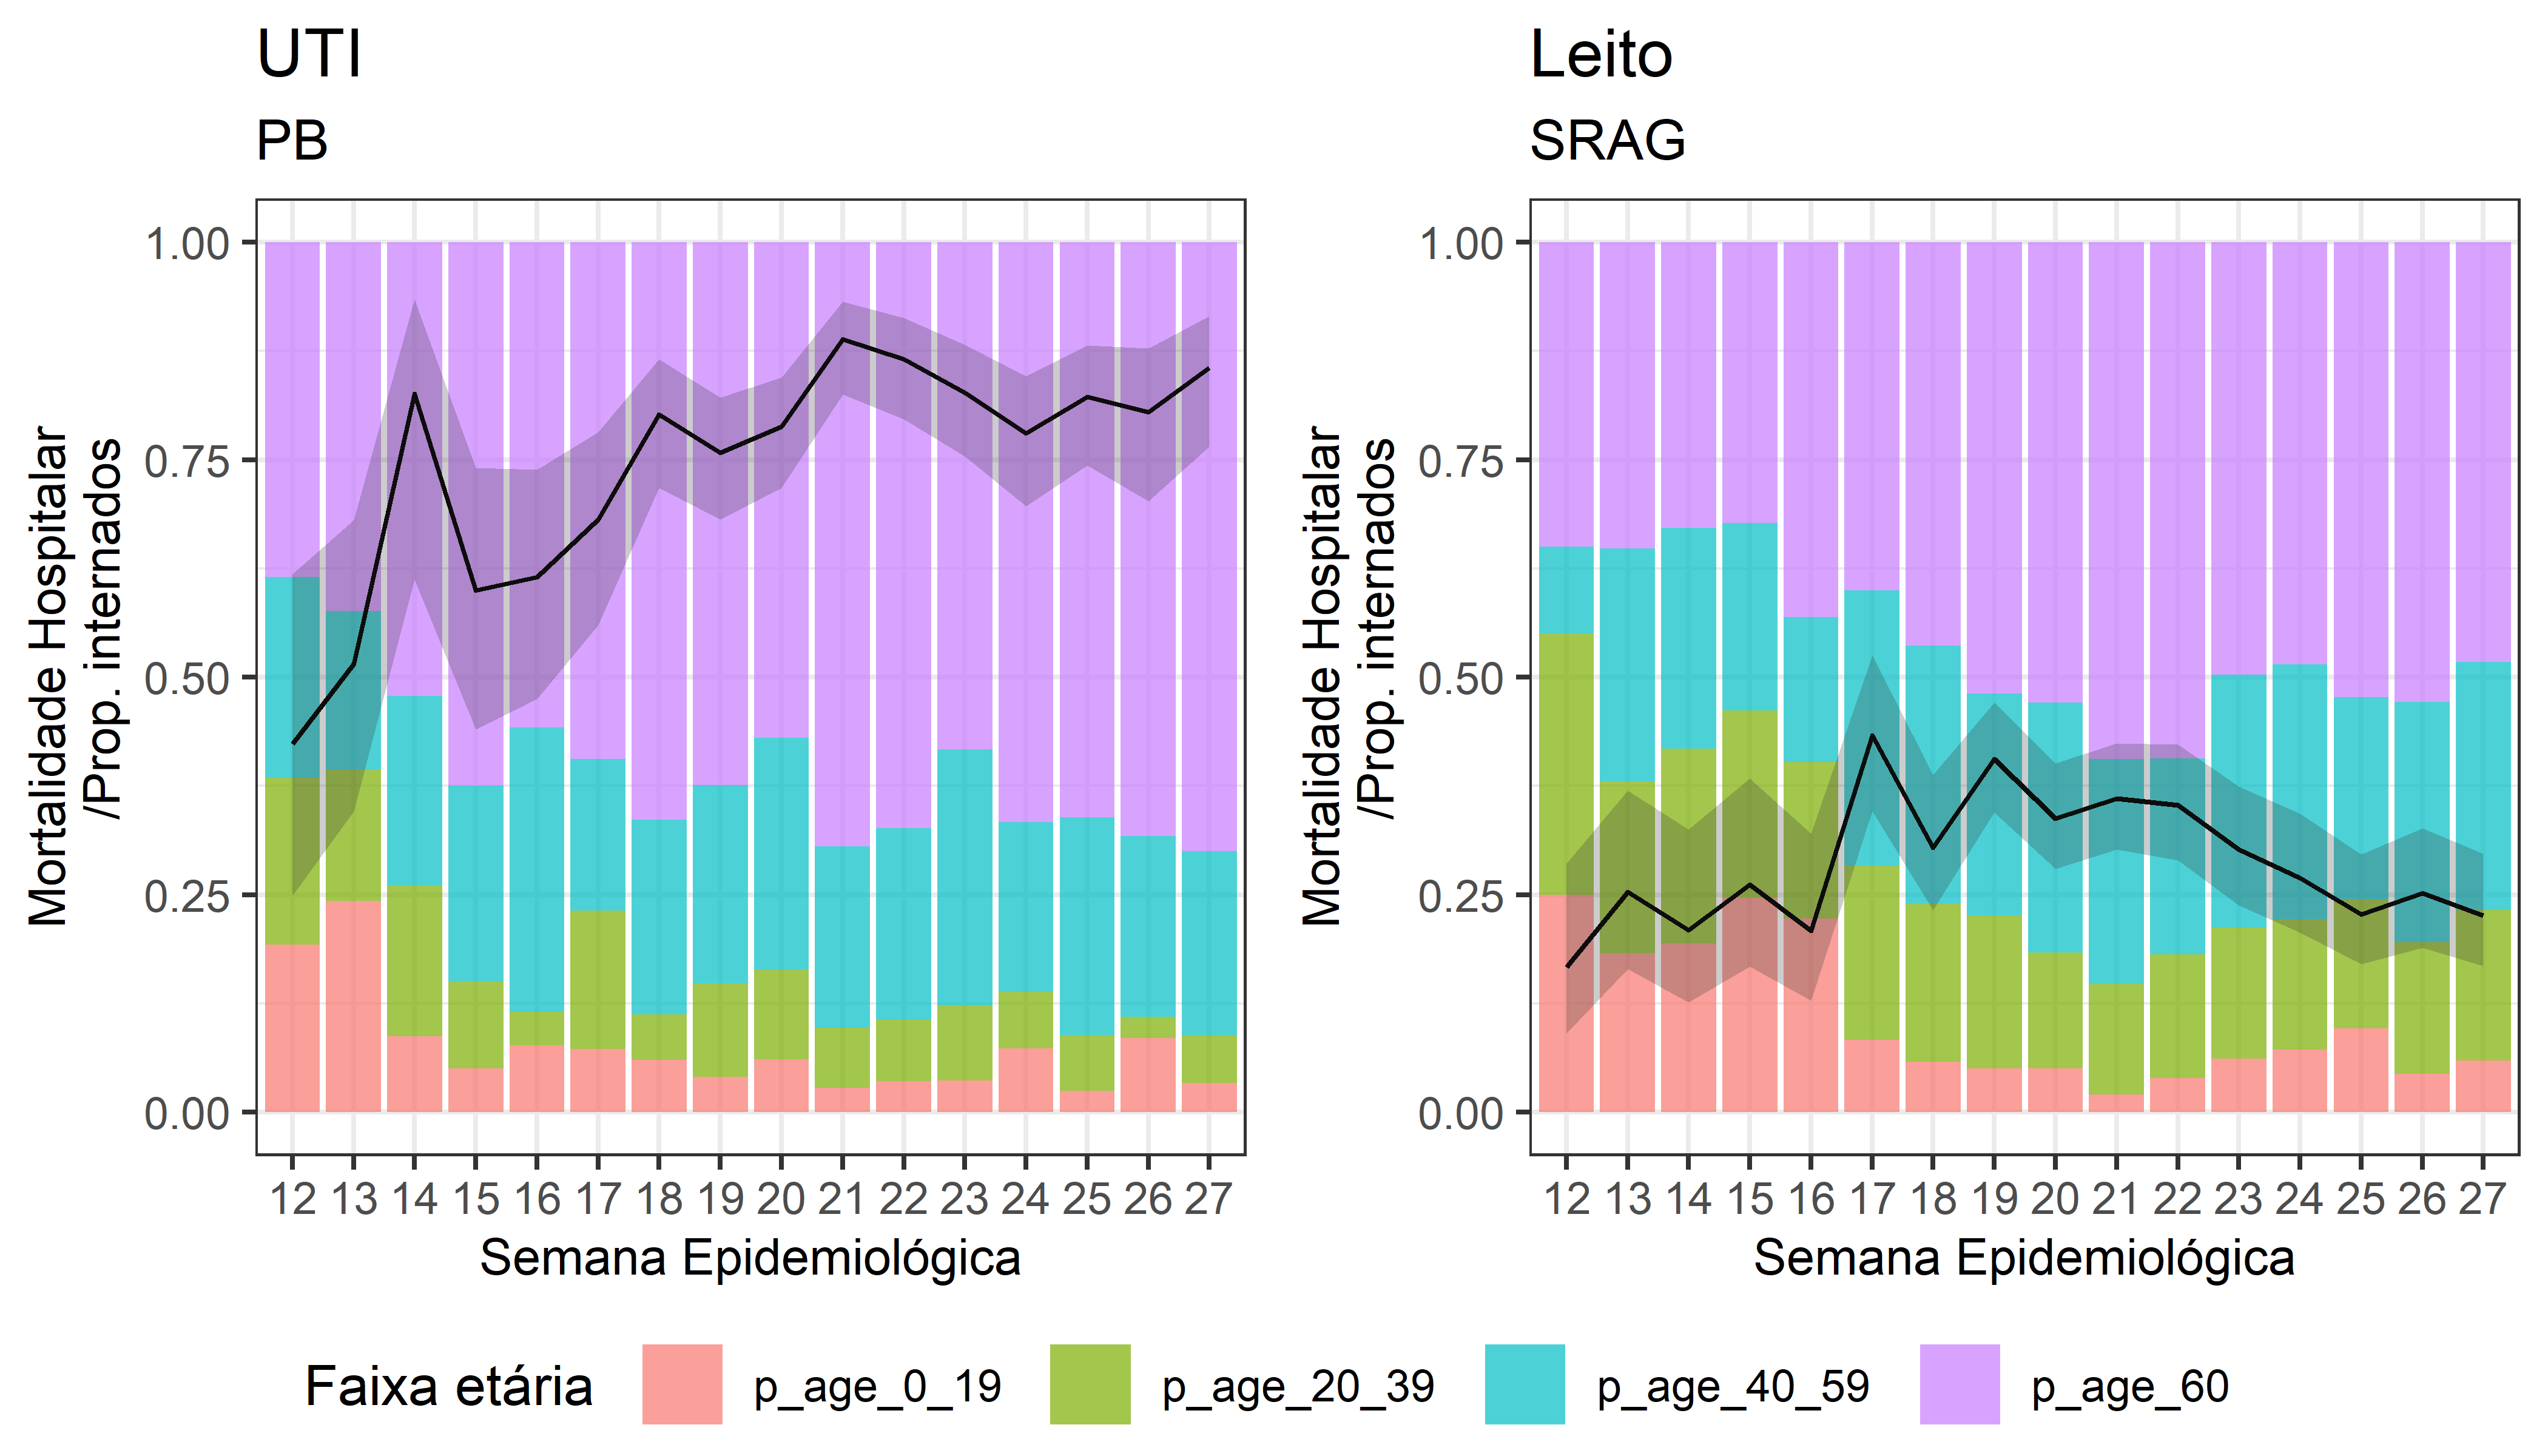 UTI
PB
Mortalidade Hospitalar
/Prop. internados
1.00
0.75
0.50
0.25
0.00
12 13 14 15 16 17 18 19 20 21 22 23 24 25 26 27
Semana Epidemiológica
Leito
SRAG
Mortalidade Hospitalar
/Prop. internados
1.00
0.75
0.50
0.25
0.00
12 13 14 15 16 17 18 19 20 21 22 23 24 25 26 27
Semana Epidemiológica
Faixa etária p_age_0_19 p_age_20_39 p_age_40_59 p_age_60